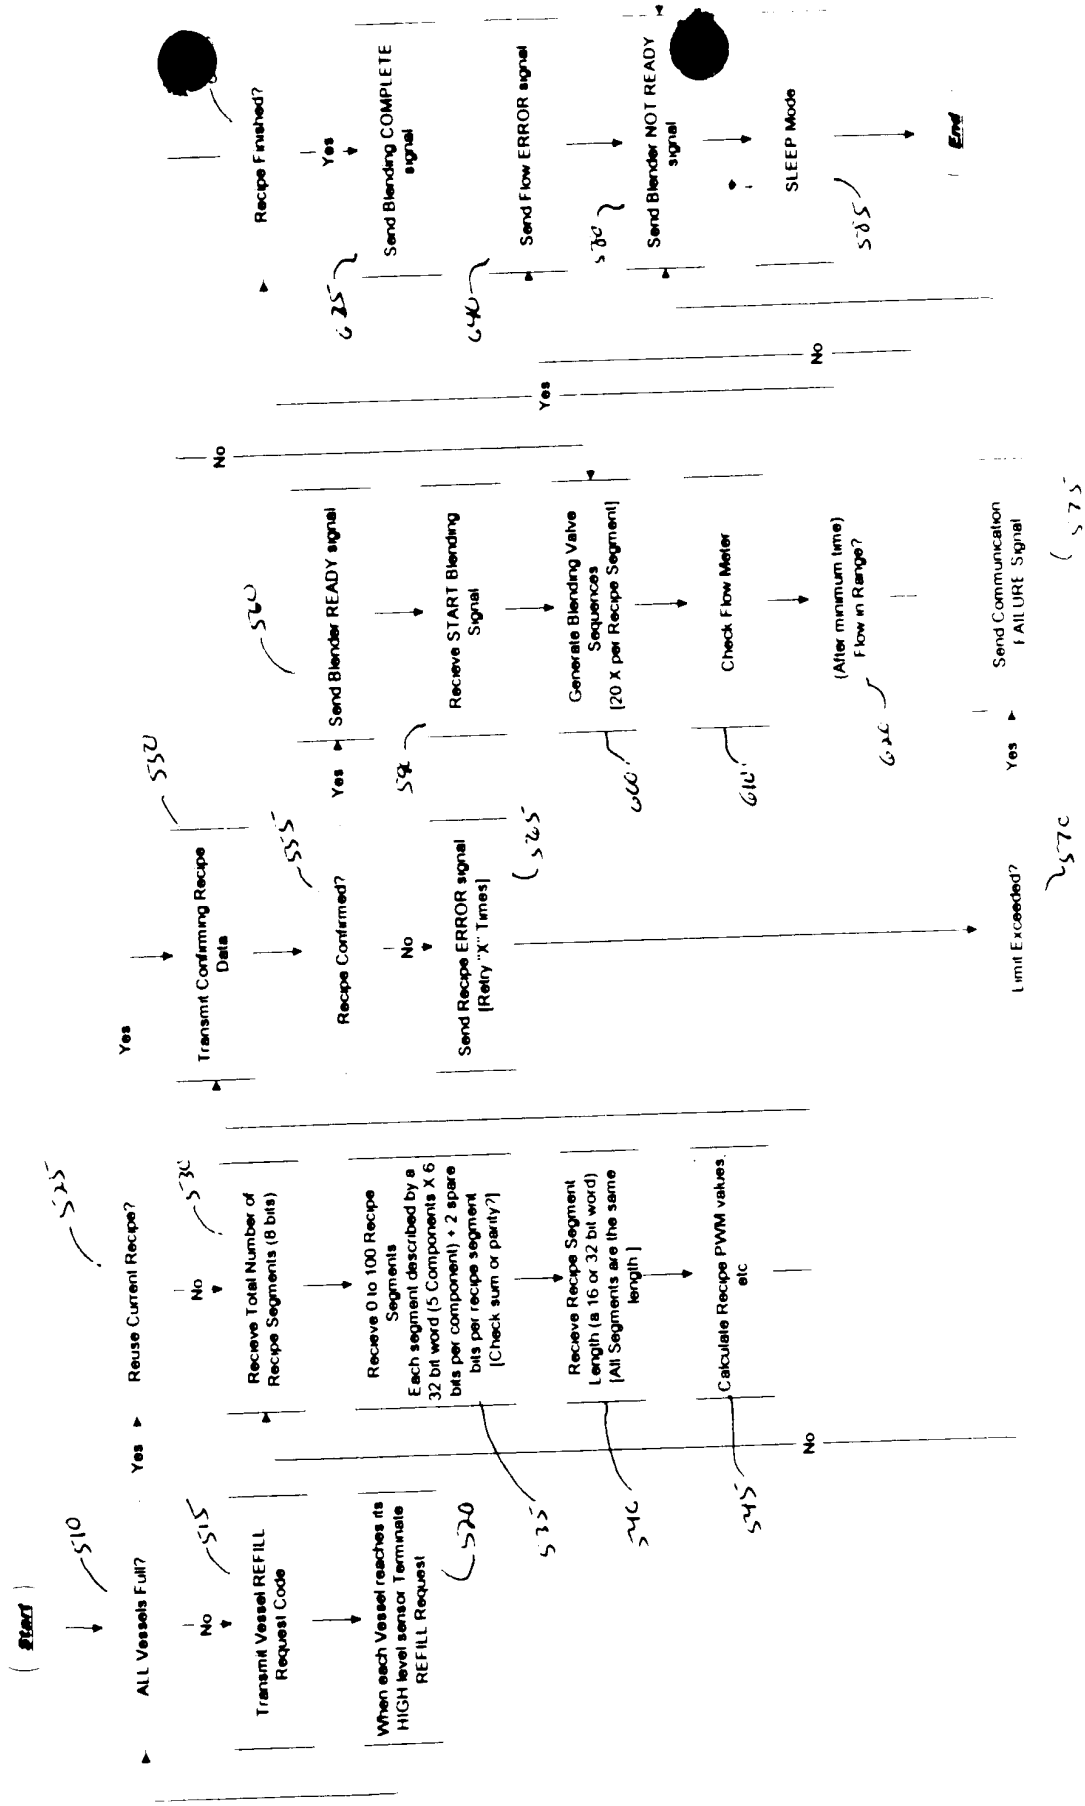 Start
510
ALL Vessels Full?
Yes
No
515
Transmit Vessel REFILL
Request Code
When each Vessel reaches its
HIGH level sensor Terminate
REFILL Request
520
525
Reuse Current Recipe?
Yes
No
530
Recieve Total Number of
Recipe Segments (8 bits)
Recieve 0 to 100 Recipe
Segments
Each segment described by a
32 bit word (5 Components X 6
bits per component) + 2 spare
bits per recipe segment
bits per recipe segment
[Check sum or parity?]
535
Recieve Recipe Segment
Length (a 16 or 32 bit word)
[All Segments are the same
length ]
540
Calculate Recipe PWM values,
etc
545
No
550
Transmit Confirming Recipe
Data
555
Recipe Confirmed?
Yes
No
Send Recipe ERROR signal
[Retry "X" Times]
565
Limit Exceeded?
570
Yes
560
Send Blender READY signal
Recieve START Blending
Signal
590
Generate Blending Valve
Sequences
[20 X per Recipe Segment]
600
Check Flow Meter
610
(After minimum time)
Flow in Range?
620
Send Communication
FAILURE Signal
575
No
Yes
No
Recipe Finished?
Yes
Send Blending COMPLETE
signal
625
Send Flow ERROR signal
640
Send Blender NOT READY
signal
580
SLEEP Mode
585
End